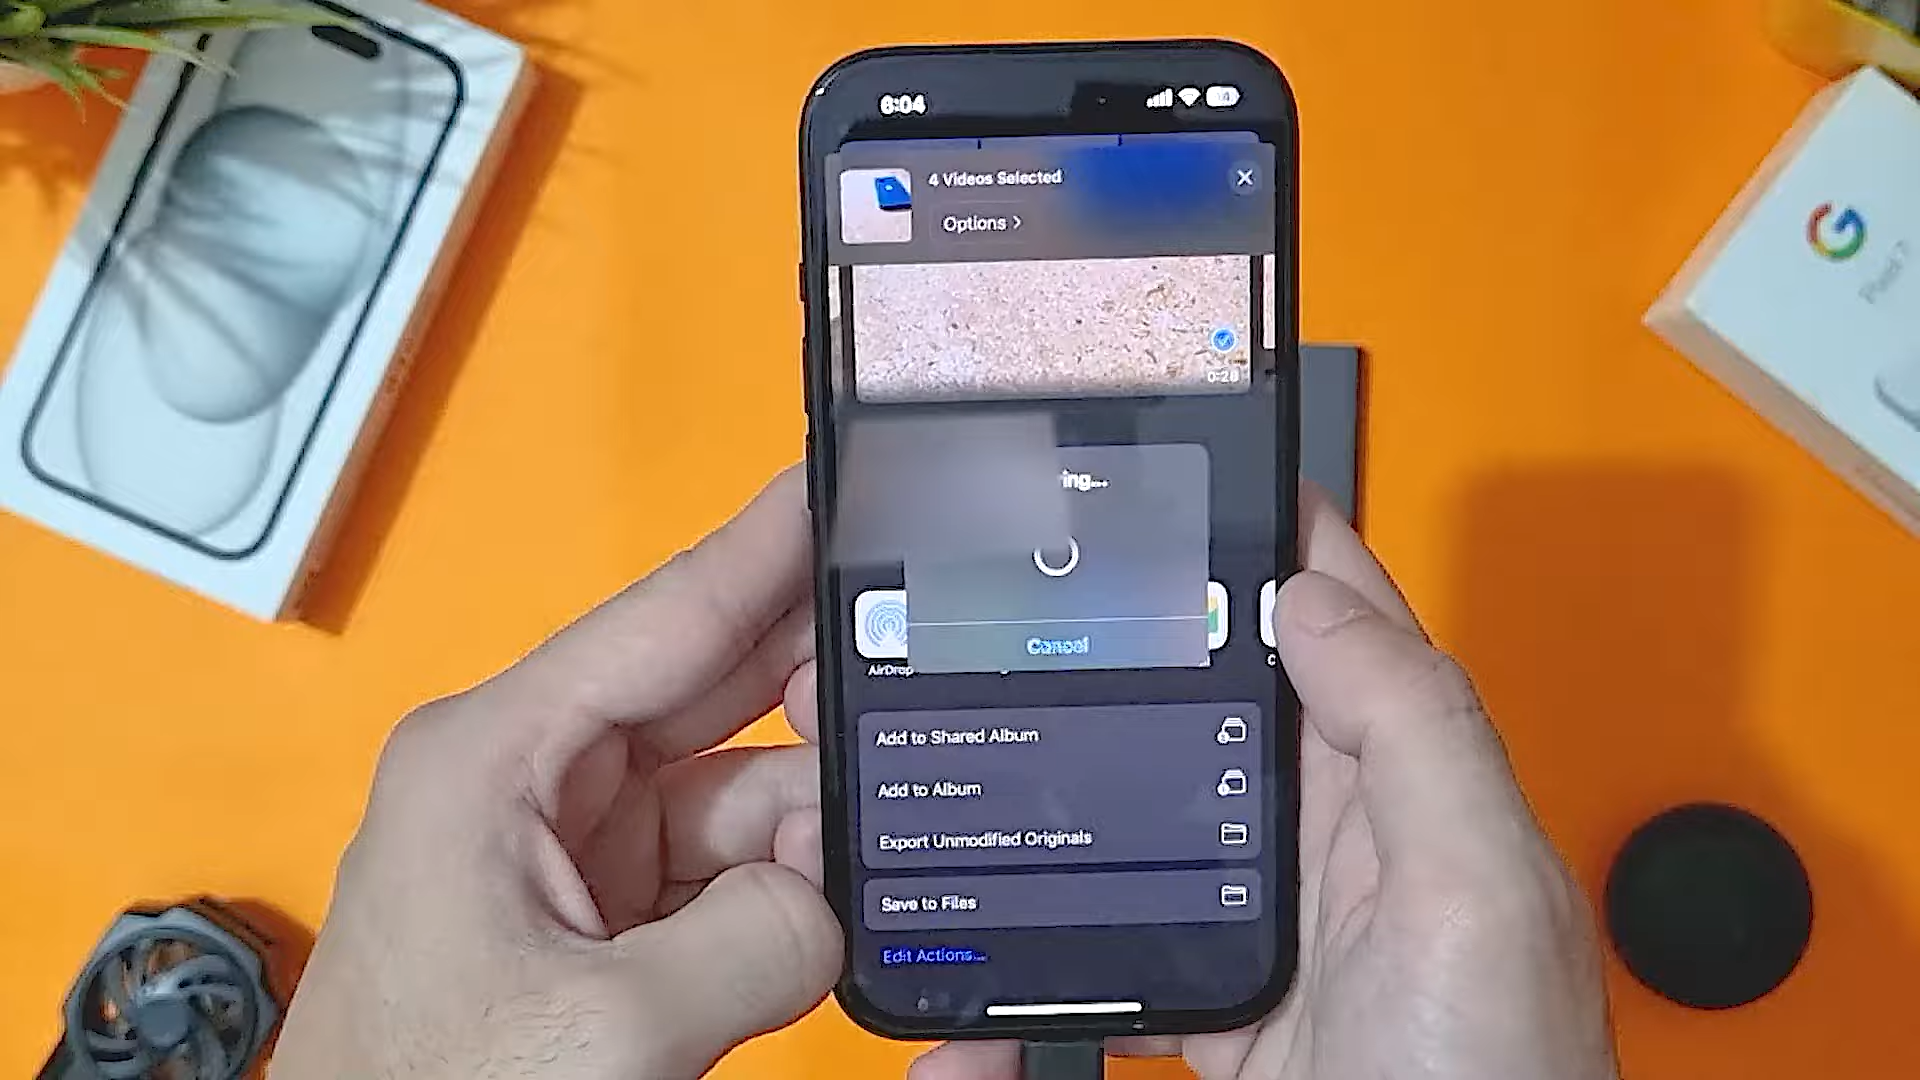 6:04
4 Videos Selected
Options >
0:28
ing...
Cancel
AirDrop
Add to Shared Album
Add to Album
Export Unmodified Originals
Save to Files
Edit Actions...
G